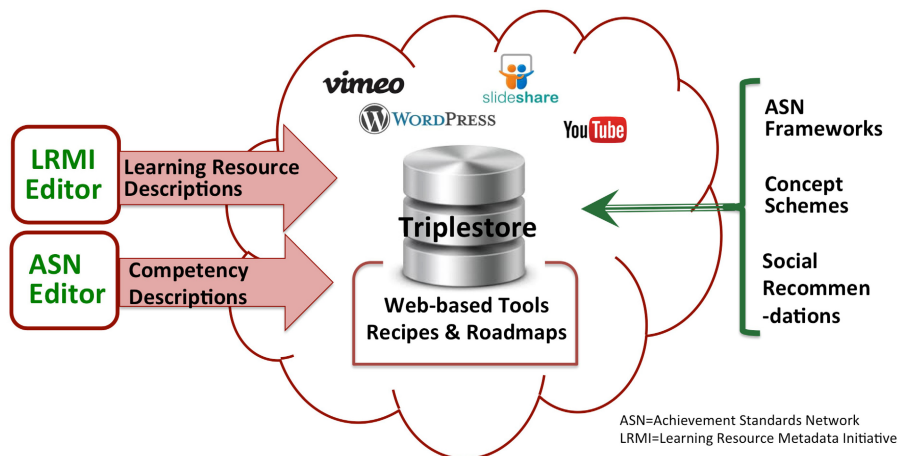 vimeo
slideshare
WORDPRESS
YouTube
LRMI
Editor
Learning Resource
Descriptions
ASN
Editor
Competency
Descriptions
Triplestore
Web-based Tools
Recipes & Roadmaps
ASN
Frameworks
Concept
Schemes
Social
Recommen
-dations
ASN=Achievement Standards Network
LRMI=Learning Resource Metadata Initiative